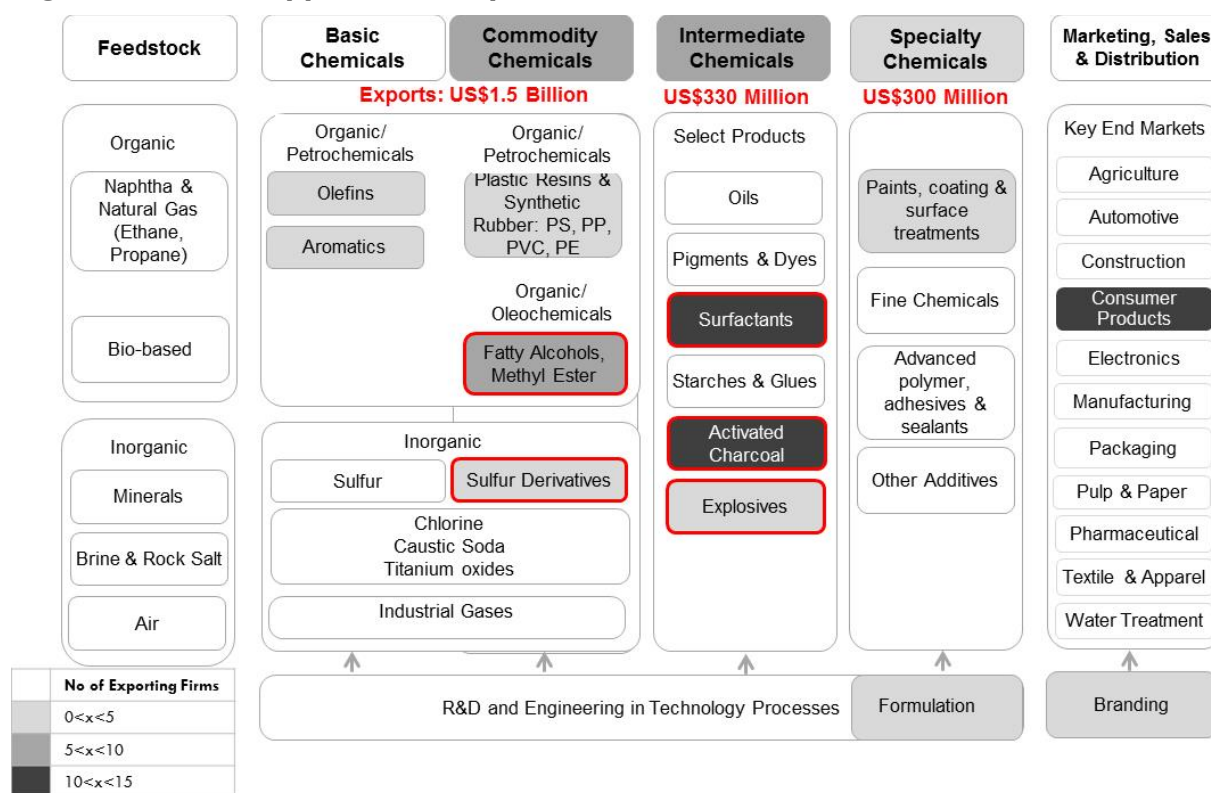 Feedstock
Basic
Chemicals
Commodity
Chemicals
Intermediate
Chemicals
Specialty
Chemicals
Marketing, Sales
& Distribution
Exports: US$1.5 Billion
US$330 Million
US$300 Million
Organic
Naphtha &
Natural Gas
(Ethane,
Propane)
Bio-based
Inorganic
Minerals
Brine & Rock Salt
Air
Organic/
Petrochemicals
Olefins
Aromatics
Organic/
Petrochemicals
Plastic Resins &
Synthetic
Rubber: PS, PP,
PVC, PE
Organic/
Oleochemicals
Fatty Alcohols,
Methyl Ester
Inorganic
Sulfur
Sulfur Derivatives
Chlorine
Caustic Soda
Titanium oxides
Industrial Gases
Select Products
Oils
Pigments & Dyes
Surfactants
Starches & Glues
Activated
Charcoal
Explosives
Paints, coating &
surface
treatments
Fine Chemicals
Advanced
polymer,
adhesives &
sealants
Other Additives
Key End Markets
Agriculture
Automotive
Construction
Consumer
Products
Electronics
Manufacturing
Packaging
Pulp & Paper
Pharmaceutical
Textile & Apparel
Water Treatment
R&D and Engineering in Technology Processes
Formulation
Branding
No of Exporting Firms
0<x<5
5<x<10
10<x<15